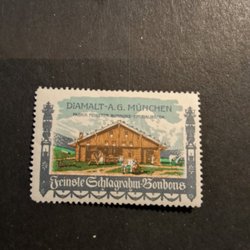 DIAMALT-A.G. MÜNCHEN
Feinste Schlagrahm-Bonbons